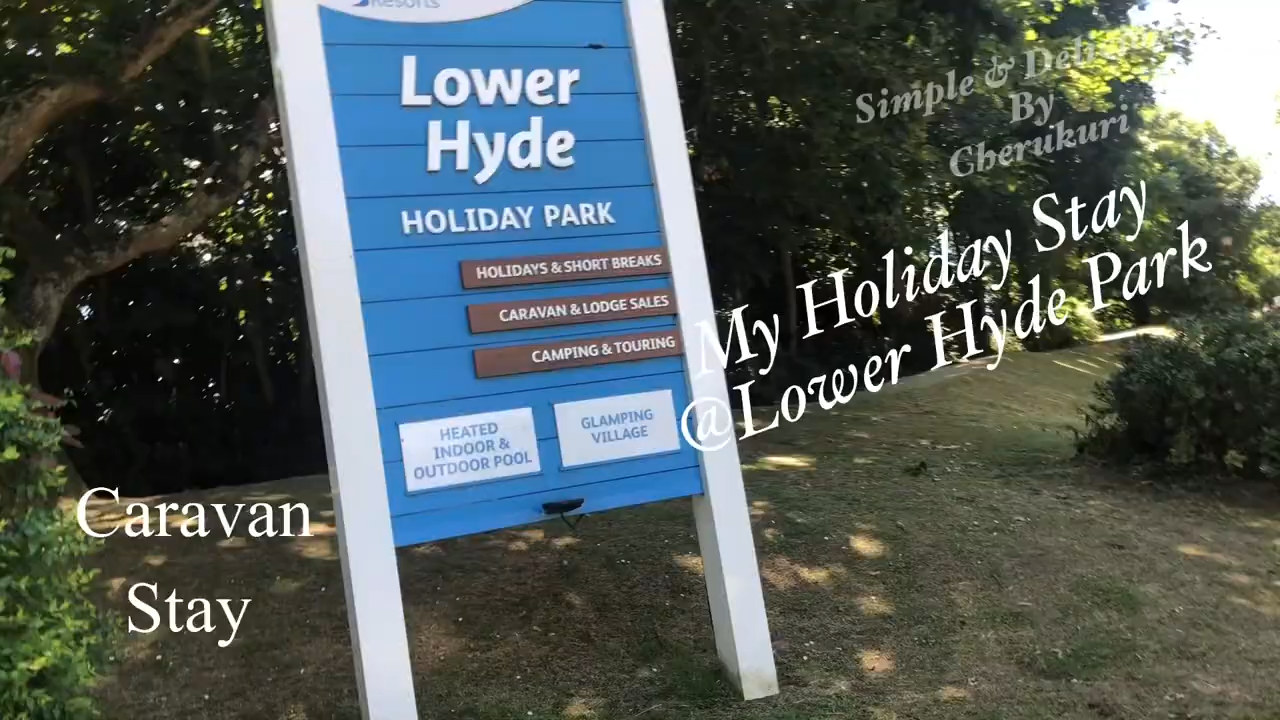 Resorts
Lower
Hyde
HOLIDAY PARK
HOLIDAYS & SHORT BREAKS
CARAVAN & LODGE SALES
CAMPING & TOURING
HEATED
INDOOR &
OUTDOOR POOL
GLAMPING
VILLAGE
Simple &
By
Cherukuri
My Holiday Stay
@Lower Hyde Park
Caravan
Stay